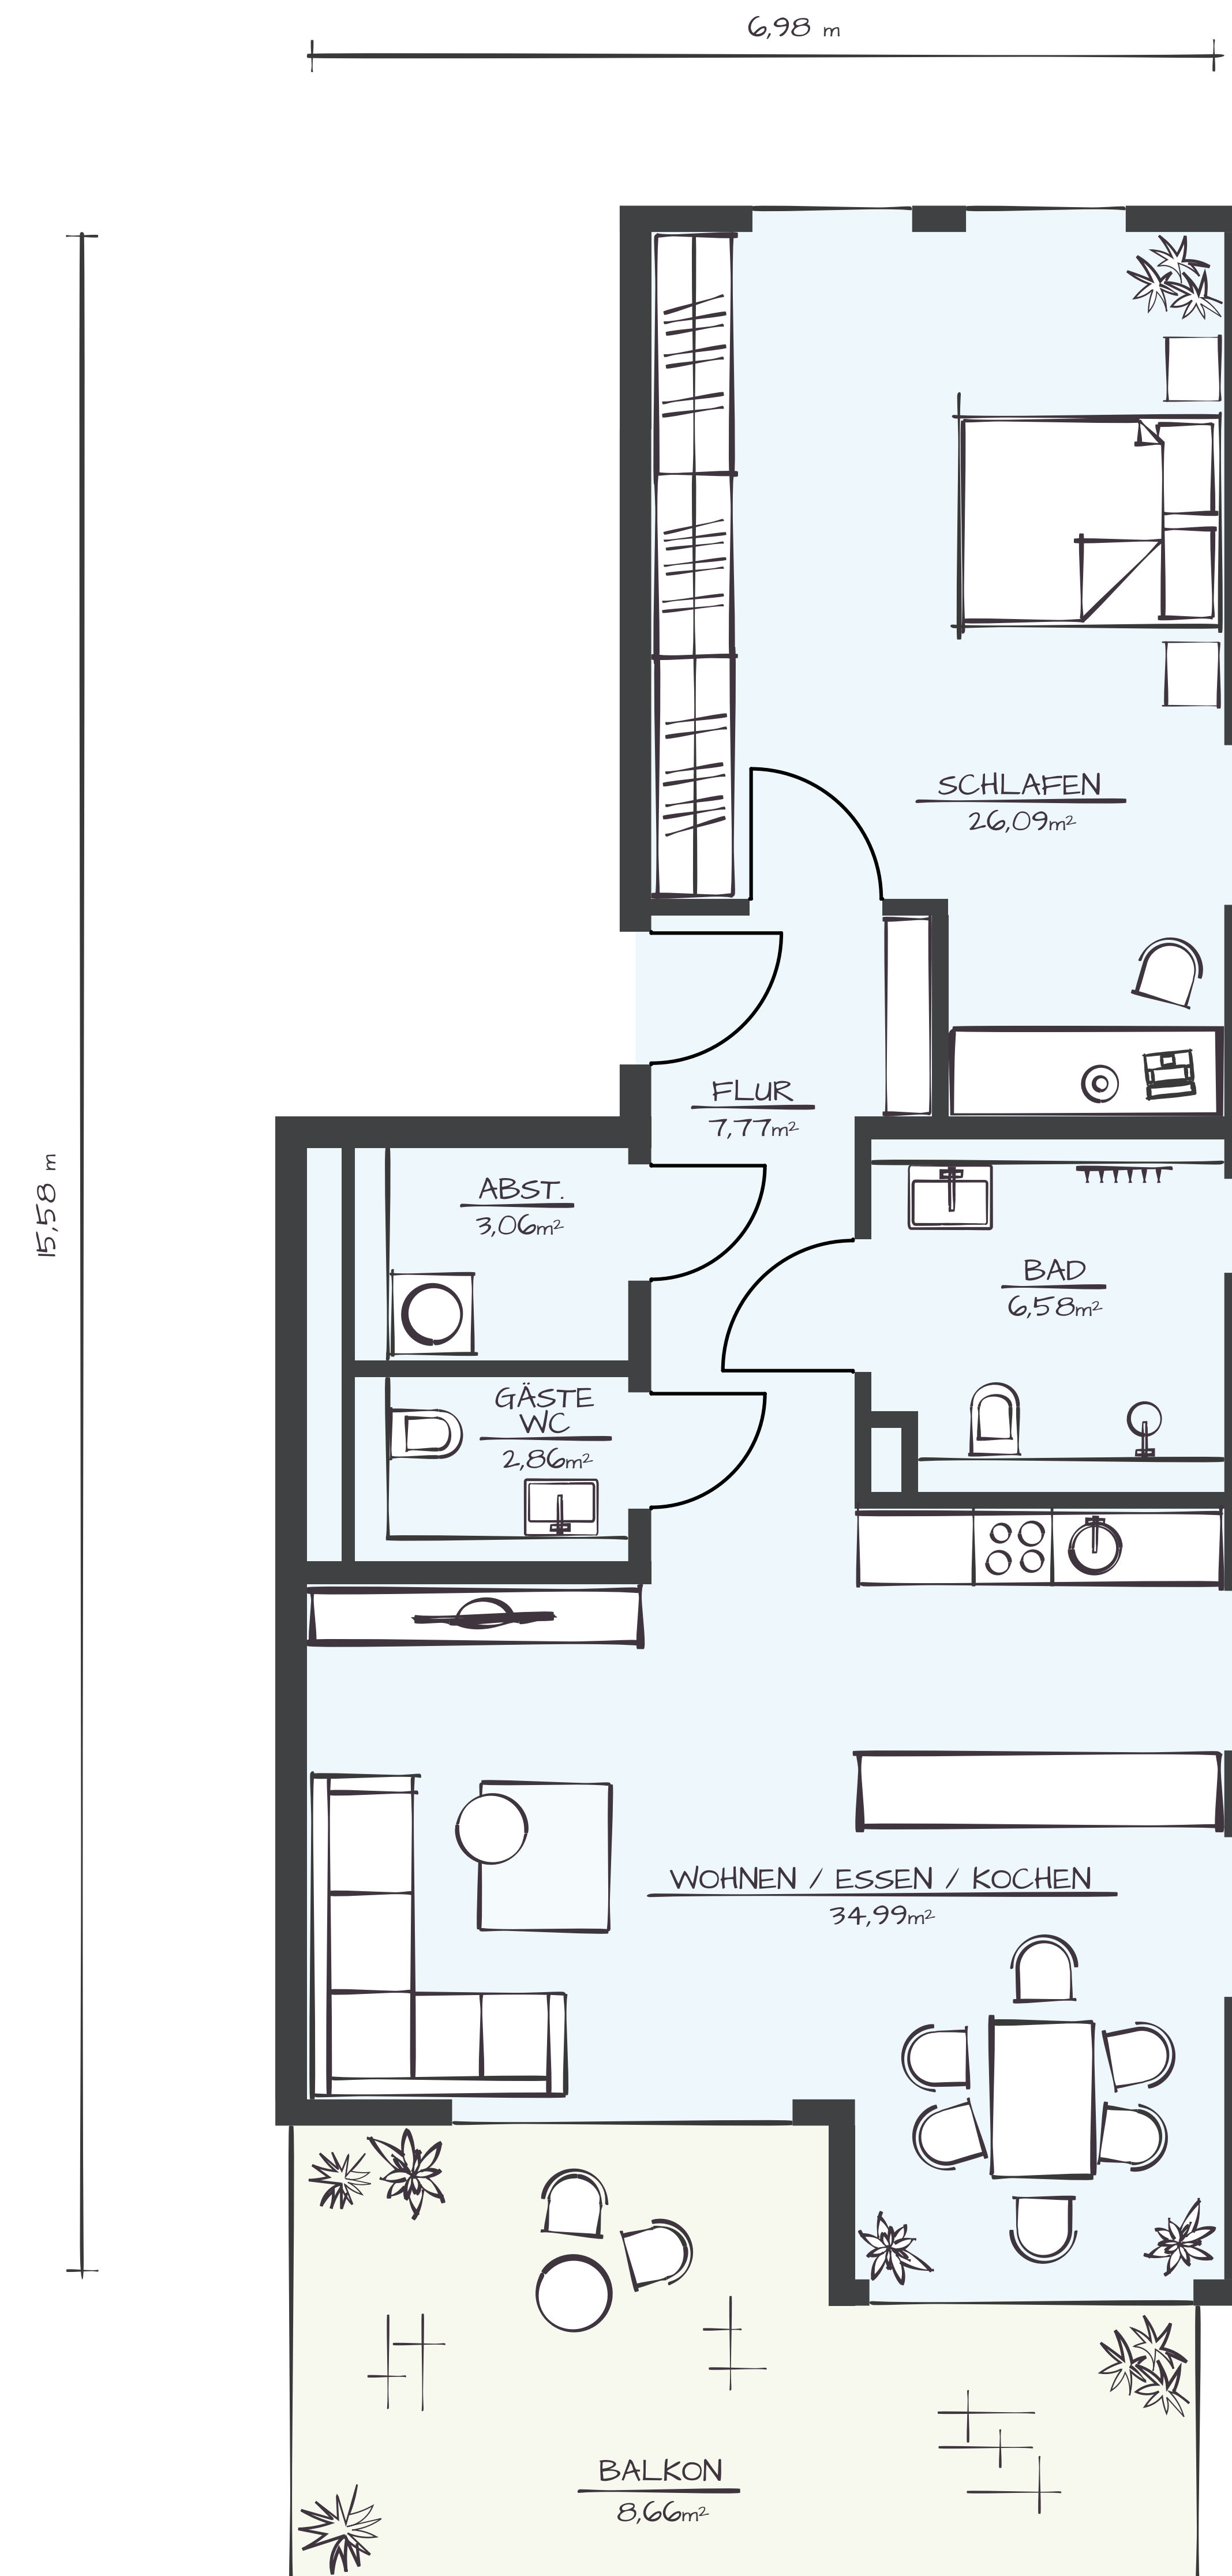 6,98 m
SCHLAFEN
26,09m²
FLUR
7,77m²
15,58 m
ABST.
3,06m²
BAD
6,58m²
GÄSTE
WC
2,86m²
WOHNEN / ESSEN / KOCHEN
34,99m²
BALKON
8,66m²